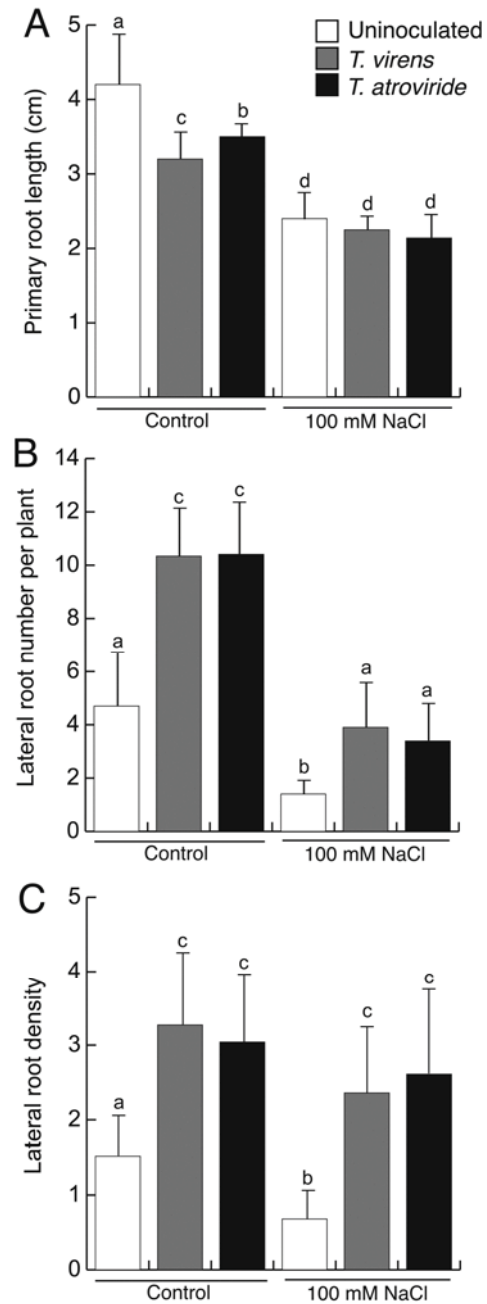 A
Uninoculated
T. virens
T. atroviride
Primary root length (cm)
5
4
3
2
1
0
a
c
b
d
d
d
Control
100 mM NaCl
B
Lateral root number per plant
14
12
10
8
6
4
2
0
a
c
c
b
a
a
Control
100 mM NaCl
C
Lateral root density
5
4
3
2
1
0
a
c
c
b
c
c
Control
100 mM NaCl